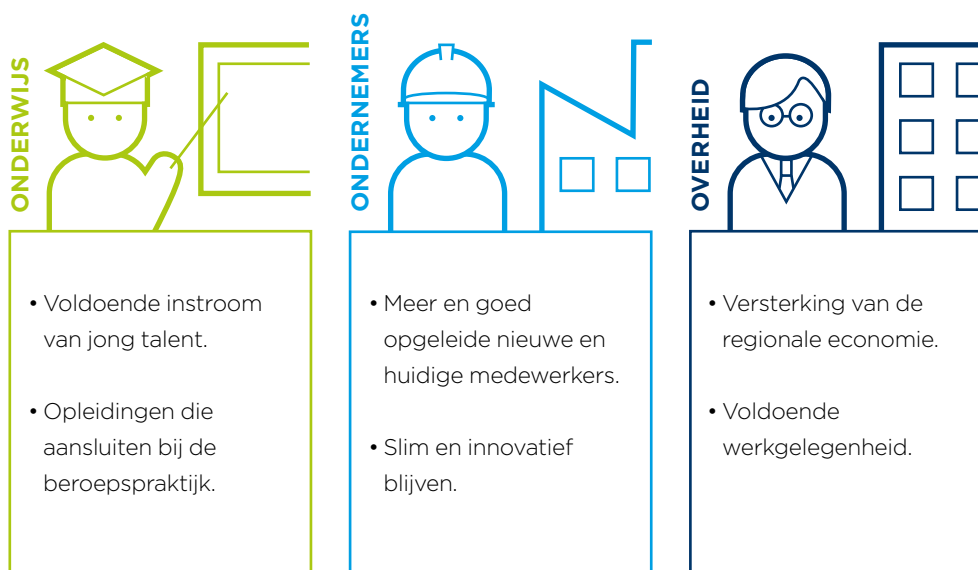 ONDERWIJS
• Voldoende instroom
van jong talent.
• Opleidingen die
aansluiten bij de
beroepspraktijk.
ONDERNEMERS
• Meer en goed
opgeleide nieuwe en
huidige medewerkers.
• Slim en innovatief
blijven.
OVERHEID
• Versterking van de
regionale economie.
• Voldoende
werkgelegenheid.